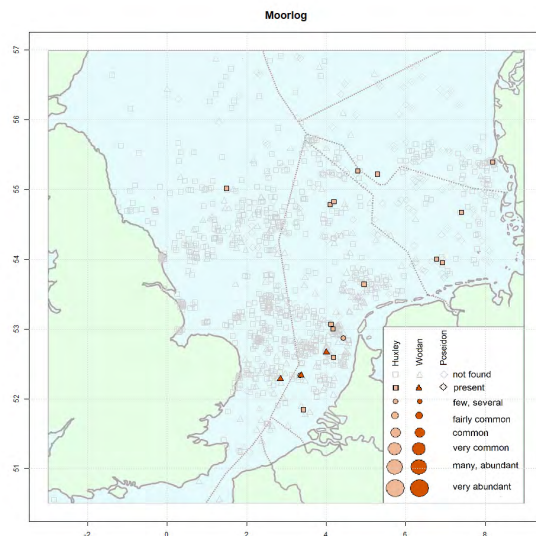 Moorlog
57
56
55
54
53
52
51
-2
0
2
4
6
8
Huxley Wodan Poseidon
not found
present
few, several
fairly common
common
very common
many, abundant
very abundant